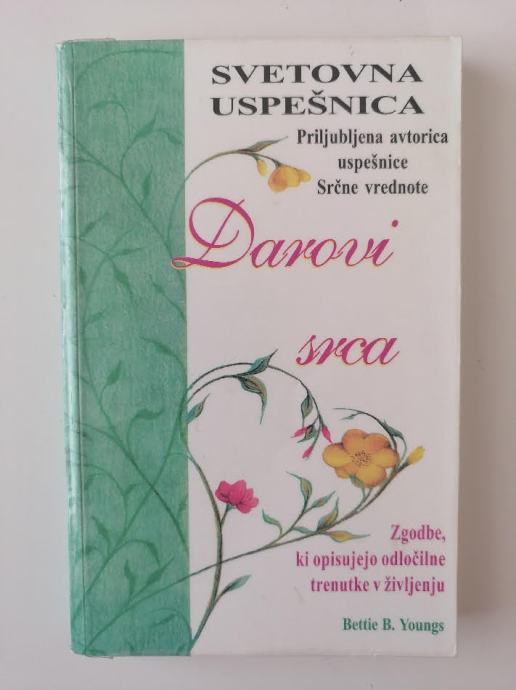 SVETOVNA
USPEŠNICA
Priljubljena avtorica
uspešnice
Srčne vrednote
Darovi
srca
Zgodbe,
ki opisujejo odločilne
trenutke v življenju
Bettie B. Youngs